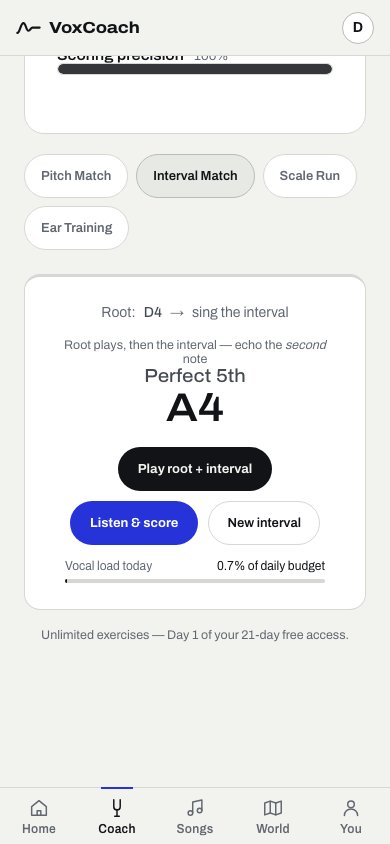 VoxCoach D
Scoring precision 100%
Pitch Match Interval Match Scale Run
Ear Training
Root: D4 → sing the interval
Root plays, then the interval — echo the second
note
Perfect 5th
A4
Play root + interval
Listen & score New interval
Vocal load today 0.7% of daily budget
Unlimited exercises — Day 1 of your 21-day free access.
Home Coach Songs World You